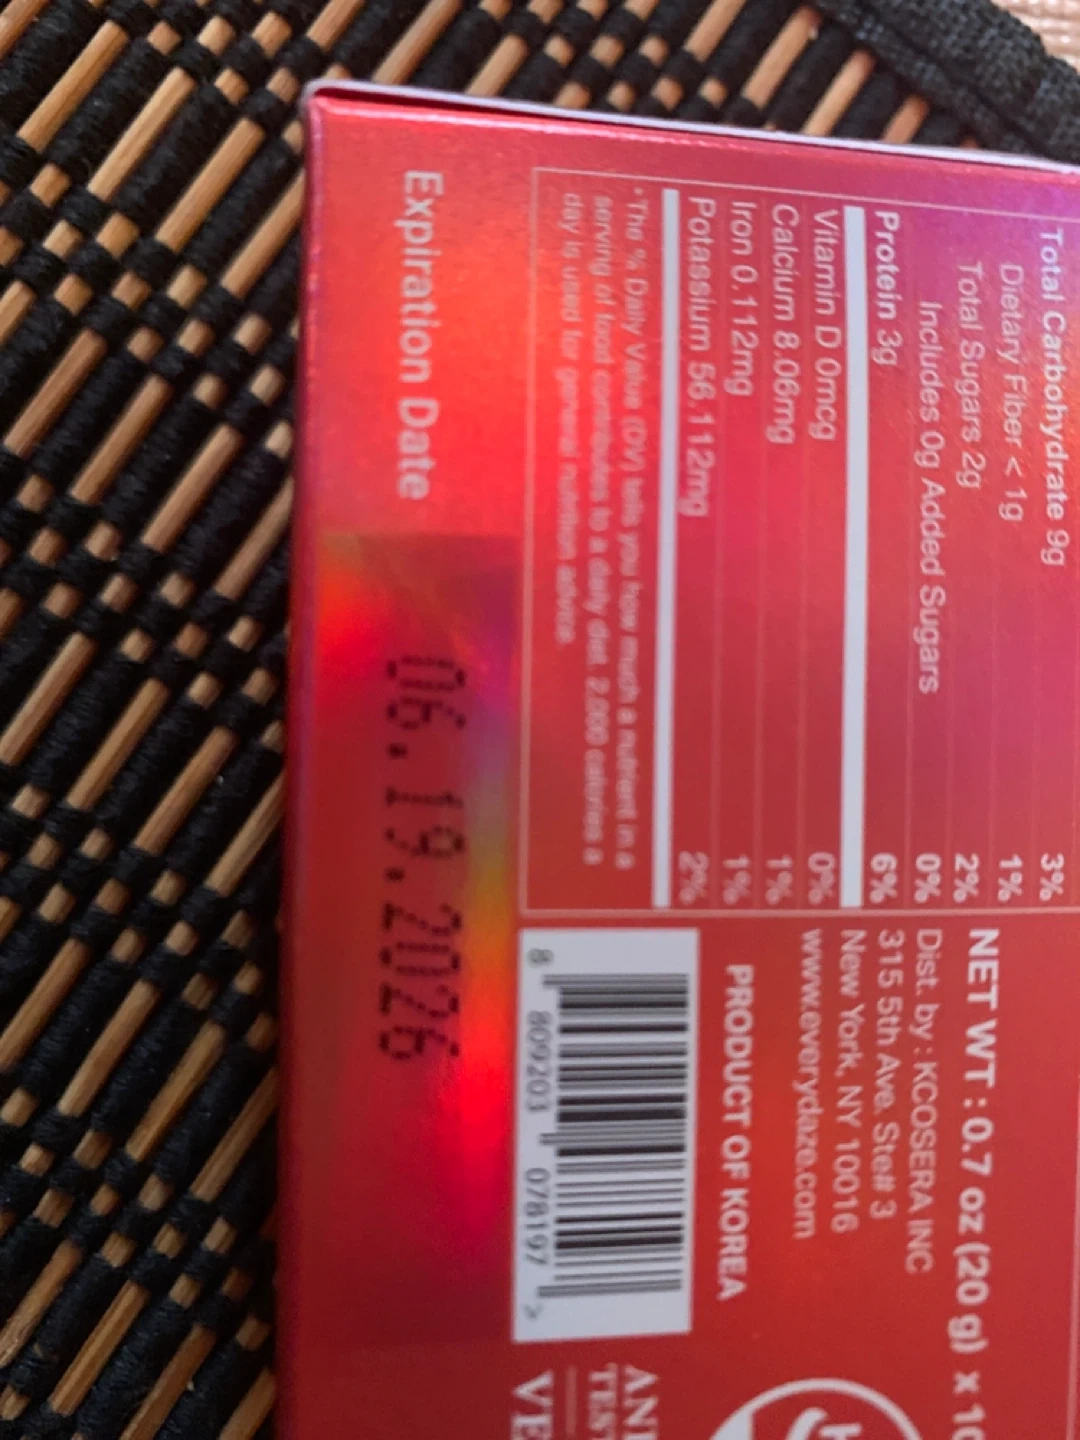 Total Carbohydrate 9g 3%
Dietary Fiber < 1g 1%
Total Sugars 2g 2%
Includes 0g Added Sugars 0%
Protein 3g 6%
Vitamin D 0mcg 0%
Calcium 8.06mg 1%
Iron 0.112mg 1%
Potassium 56.112mg 2%
*The % Daily Value (DV) tells you how much a nutrient in a
serving of food contributes to a daily diet. 2,000 calories a
day is used for general nutrition advice.
Expiration Date 06.19.2026
NET WT : 0.7 oz (20 g) x 10
Dist. by : KCOSERA INC
315 5th Ave. Ste# 3
New York, NY 10016
www.everydaze.com
PRODUCT OF KOREA
8 809203 078197 >